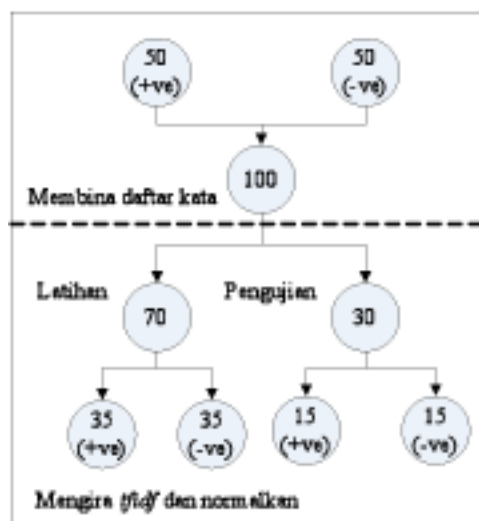 50
(+ve)
50
(-ve)
100
Membina daftar kata
Latihan
Pengujian
70
30
35
(+ve)
35
(-ve)
15
(+ve)
15
(-ve)
Mengira tfidf dan normalkan